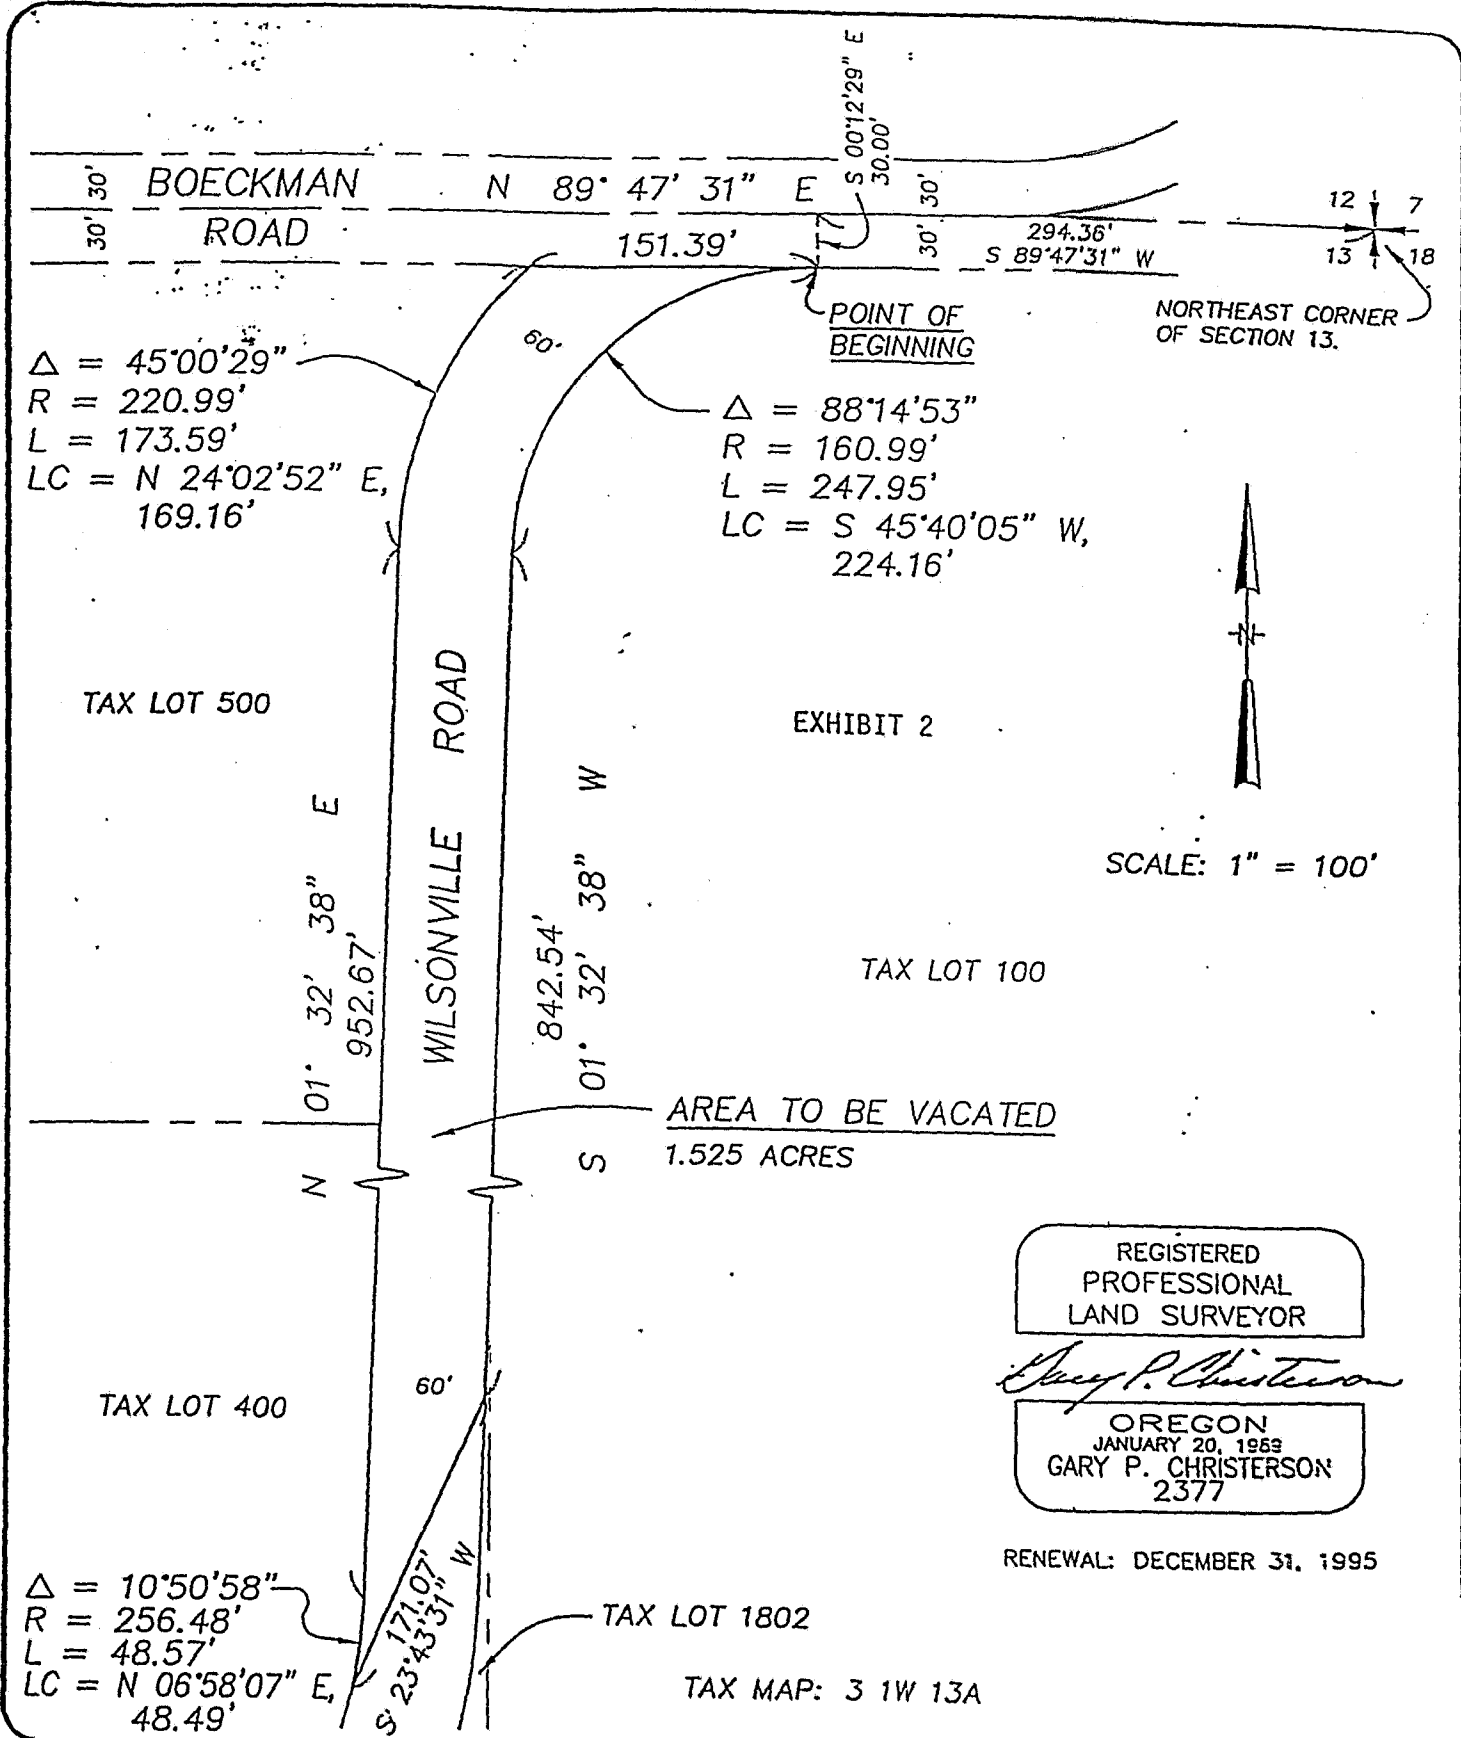 S 00°12'29" E
30.00'
30'
30'
BOECKMAN
ROAD
N 89° 47' 31" E
151.39'
30'
30'
294.36'
S 89°47'31" W
12
7
13
18
NORTHEAST CORNER
OF SECTION 13.
POINT OF
BEGINNING
60'
Δ = 45°00'29"
R = 220.99'
L = 173.59'
LC = N 24°02'52" E,
169.16'
Δ = 88°14'53"
R = 160.99'
L = 247.95'
LC = S 45°40'05" W,
224.16'
N
TAX LOT 500
WILSONVILLE ROAD
EXHIBIT 2
SCALE: 1" = 100'
N 01° 32' 38" E
952.67'
842.54'
S 01° 32' 38" W
TAX LOT 100
AREA TO BE VACATED
1.525 ACRES
REGISTERED
PROFESSIONAL
LAND SURVEYOR
Gary P. Christerson
OREGON
JANUARY 20, 1989
GARY P. CHRISTERSON
2377
RENEWAL: DECEMBER 31, 1995
TAX LOT 400
60'
171.07'
S 23°43'31" W
Δ = 10°50'58"
R = 256.48'
L = 48.57'
LC = N 06°58'07" E,
48.49'
TAX LOT 1802
TAX MAP: 3 1W 13A